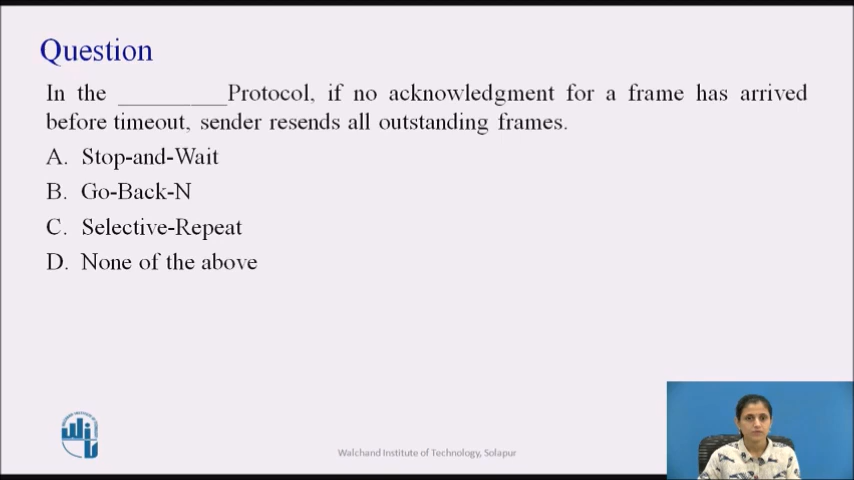 Question
In the __________Protocol, if no acknowledgment for a frame has arrived
before timeout, sender resends all outstanding frames.
A. Stop-and-Wait
B. Go-Back-N
C. Selective-Repeat
D. None of the above
Walchand Institute of Technology, Solapur